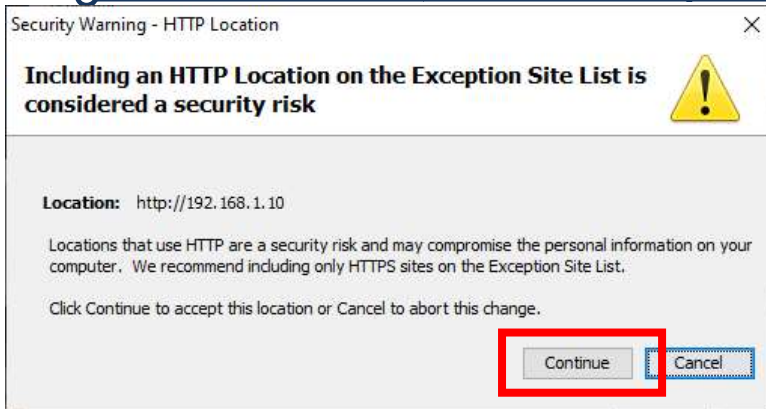 Security Warning - HTTP Location
Including an HTTP Location on the Exception Site List is
considered a security risk
Location: http://192.168.1.10
Locations that use HTTP are a security risk and may compromise the personal information on your
computer. We recommend including only HTTPS sites on the Exception Site List.
Click Continue to accept this location or Cancel to abort this change.
Continue Cancel